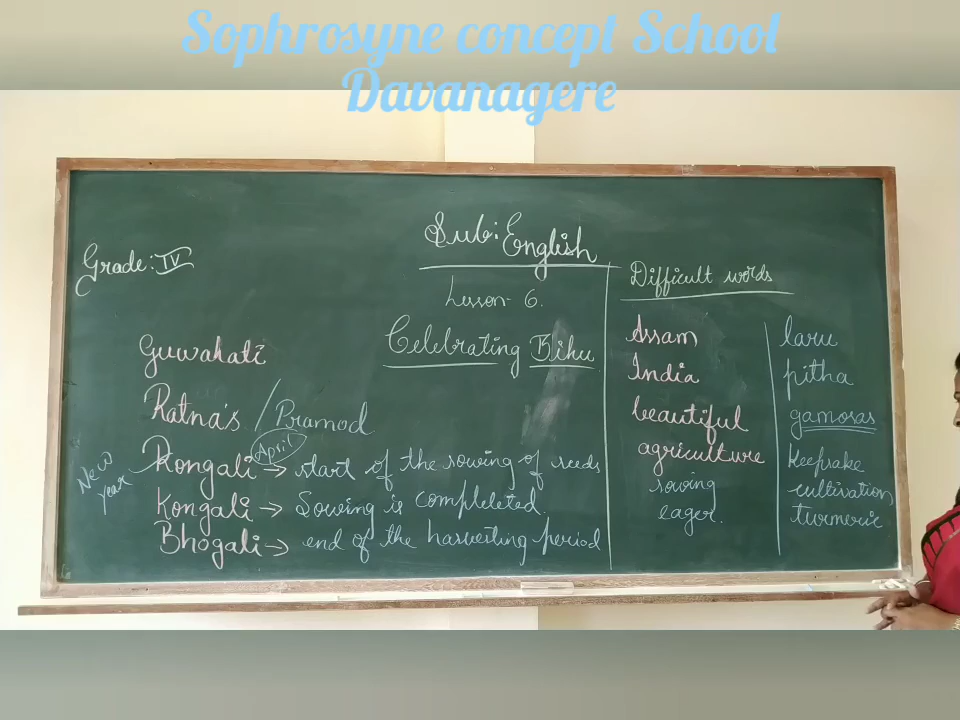 Sophrosyne concept School
Davanagere
Sub: English
Grade: IV
Lesson- 6.
Celebrating Bihu
Guwahati
Ratna's / Pramod
April
New year
Rongali → start of the sowing of seeds
Kongali → Sowing is compleleted.
Bhogali → end of the harveiting period
Difficult words
Assam
India
beautiful
agriculture
sowing
eager.
laru
pitha
gamosas
keepsake
cultivation
turmeric